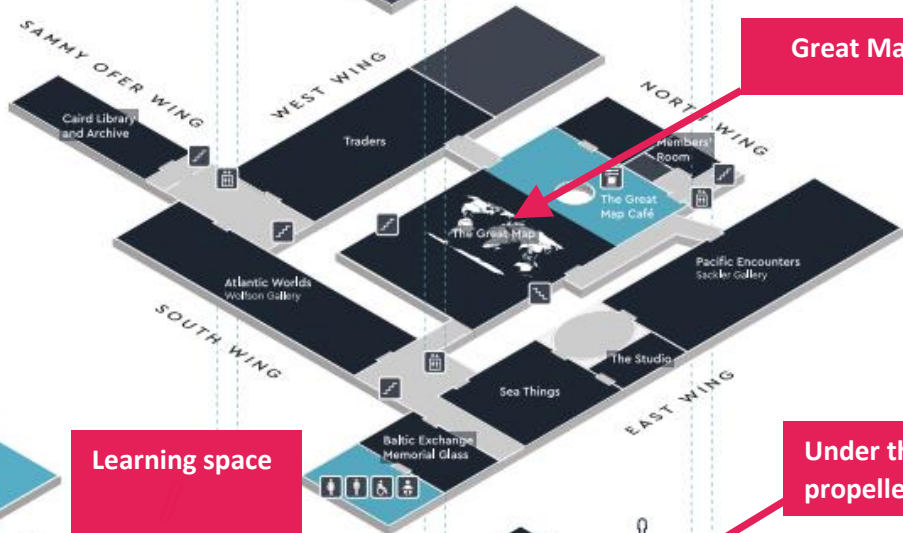 SAMMY OFER WING
WEST WING
NORTH WING
Great Ma
Caird Library
and Archive
Traders
Members'
Room
The Great
Map Café
The Great Map
Pacific Encounters
Sackler Gallery
Atlantic Worlds
Wolfson Gallery
SOUTH WING
The Studio
Sea Things
EAST WING
Baltic Exchange
Memorial Glass
Learning space
Under th
propelle